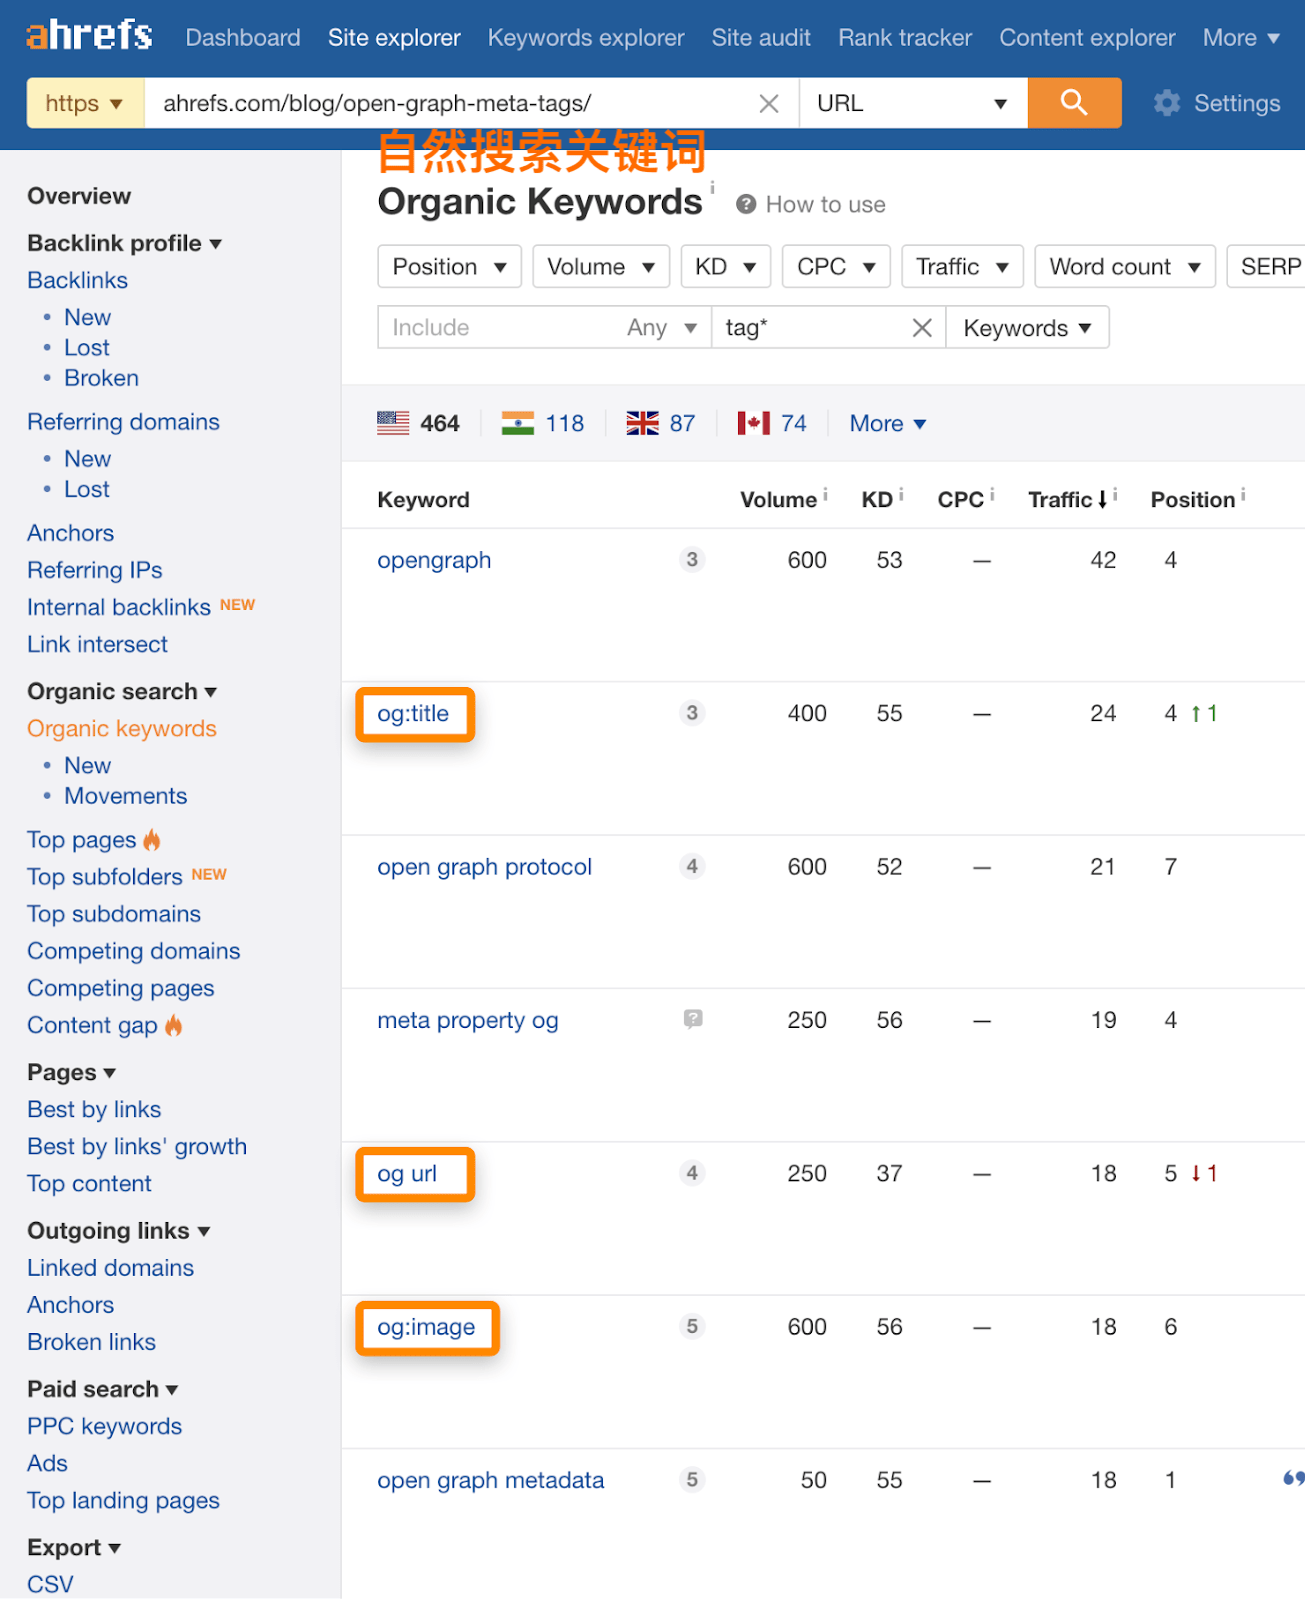 ahrefs Dashboard Site explorer Keywords explorer Site audit Rank tracker Content explorer More
https ahrefs.com/blog/open-graph-meta-tags/ URL Settings
自然搜索关键词
Organic Keywords i ? How to use
Position Volume KD CPC Traffic Word count SERP
Include Any tag* Keywords
464 118 87 74 More
Keyword Volume i KD i CPC i Traffic i Position i
opengraph 3 600 53 — 42 4
og:title 3 400 55 — 24 4 ↑1
open graph protocol 4 600 52 — 21 7
meta property og ? 250 56 — 19 4
og url 4 250 37 — 18 5 ↓1
og:image 5 600 56 — 18 6
open graph metadata 5 50 55 — 18 1
Overview
Backlink profile
Backlinks
• New
• Lost
• Broken
Referring domains
• New
• Lost
Anchors
Referring IPs
Internal backlinks NEW
Link intersect
Organic search
Organic keywords
• New
• Movements
Top pages
Top subfolders NEW
Top subdomains
Competing domains
Competing pages
Content gap
Pages
Best by links
Best by links' growth
Top content
Outgoing links
Linked domains
Anchors
Broken links
Paid search
PPC keywords
Ads
Top landing pages
Export
CSV